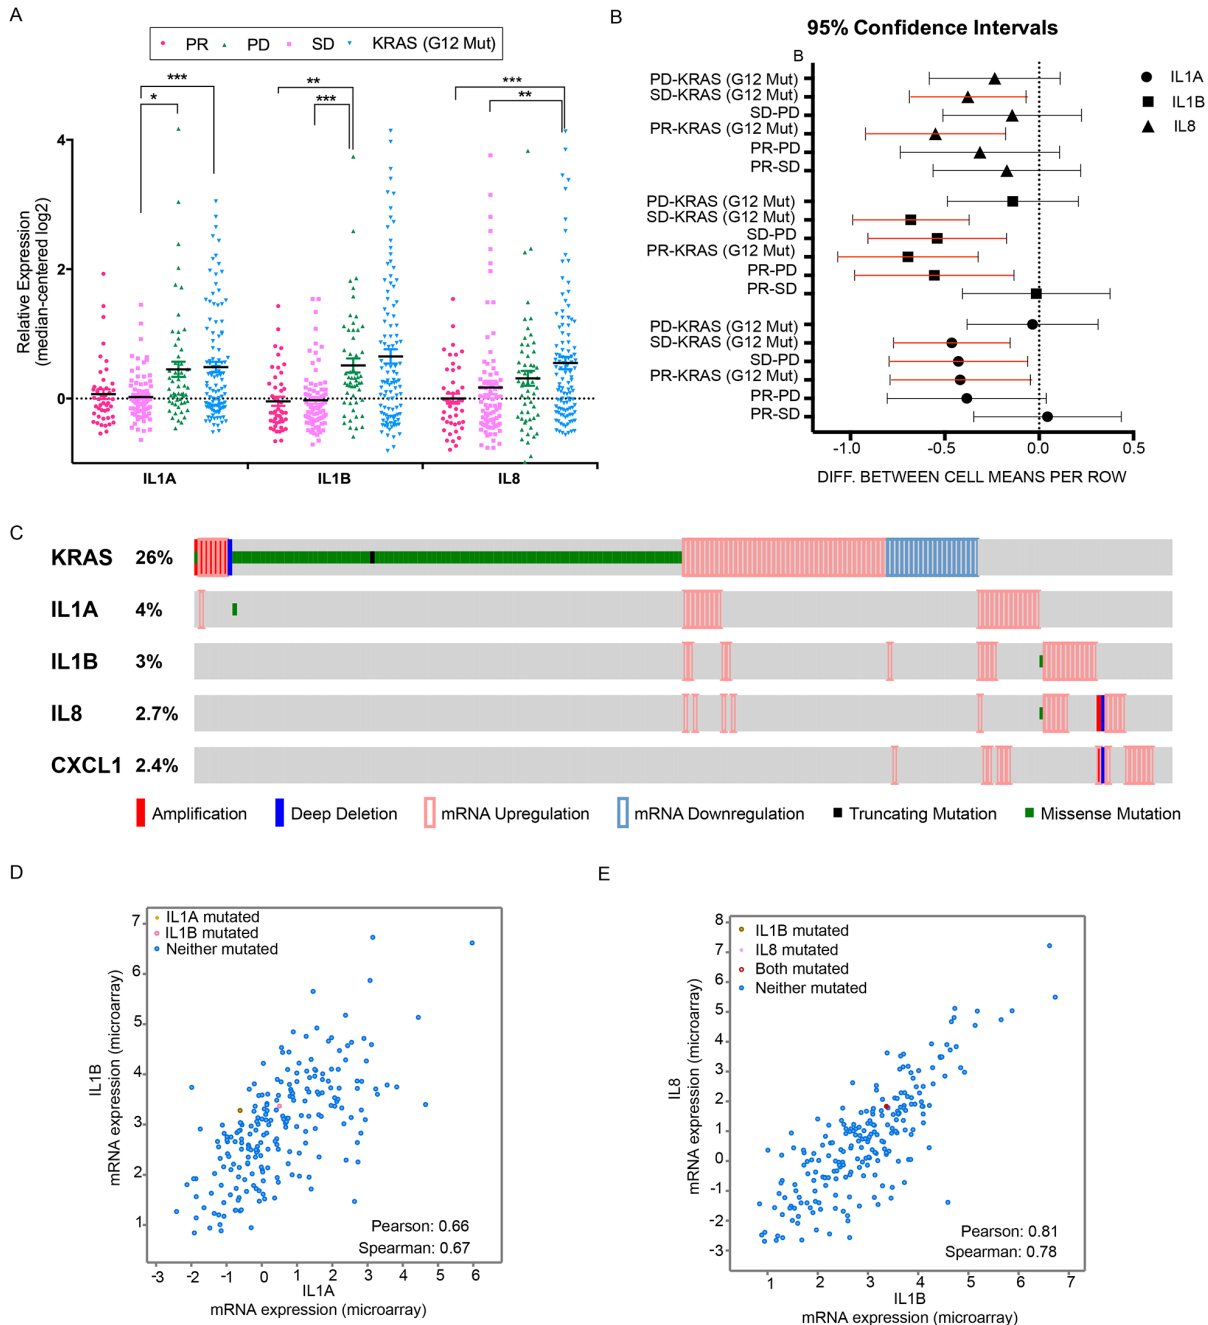 A
PR PD SD KRAS (G12 Mut)
*** ** *** 
* *** **
Relative Expression
(median-centered log2)
4
2
0
IL1A IL1B IL8
B
95% Confidence Intervals
B
PD-KRAS (G12 Mut)
SD-KRAS (G12 Mut)
SD-PD
PR-KRAS (G12 Mut)
PR-PD
PR-SD
PD-KRAS (G12 Mut)
SD-KRAS (G12 Mut)
SD-PD
PR-KRAS (G12 Mut)
PR-PD
PR-SD
PD-KRAS (G12 Mut)
SD-KRAS (G12 Mut)
SD-PD
PR-KRAS (G12 Mut)
PR-PD
PR-SD
IL1A
IL1B
IL8
-1.0 -0.5 0.0 0.5
DIFF. BETWEEN CELL MEANS PER ROW
C
KRAS 26%
IL1A 4%
IL1B 3%
IL8 2.7%
CXCL1 2.4%
Amplification Deep Deletion mRNA Upregulation mRNA Downregulation Truncating Mutation Missense Mutation
D
IL1A mutated
IL1B mutated
Neither mutated
IL1B
mRNA expression (microarray)
7
6
5
4
3
2
1
Pearson: 0.66
Spearman: 0.67
-3 -2 -1 0 1 2 3 4 5 6
IL1A
mRNA expression (microarray)
E
IL1B mutated
IL8 mutated
Both mutated
Neither mutated
IL8
mRNA expression (microarray)
8
7
6
5
4
3
2
1
0
-1
-2
-3
Pearson: 0.81
Spearman: 0.78
1 2 3 4 5 6 7
IL1B
mRNA expression (microarray)